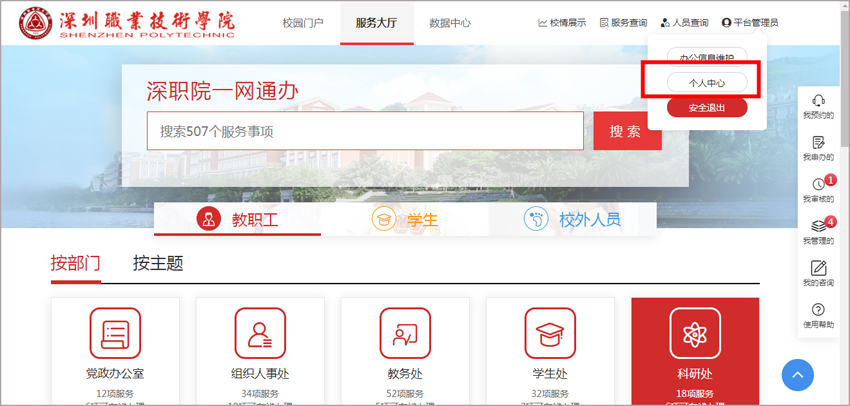 深圳職業技術學院
SHENZHEN POLYTECHNIC
校园门户
服务大厅
数据中心
校情展示
服务查询
人员查询
平台管理员
办公信息维护
个人中心
安全退出
深职院一网通办
搜索507个服务事项
搜 索
教职工
学生
校外人员
我预约的
我申办的
1
我审核的
4
我管理的
我的咨询
使用帮助
按部门
按主题
党政办公室
12项服务
组织人事处
34项服务
教务处
52项服务
学生处
32项服务
科研处
18项服务